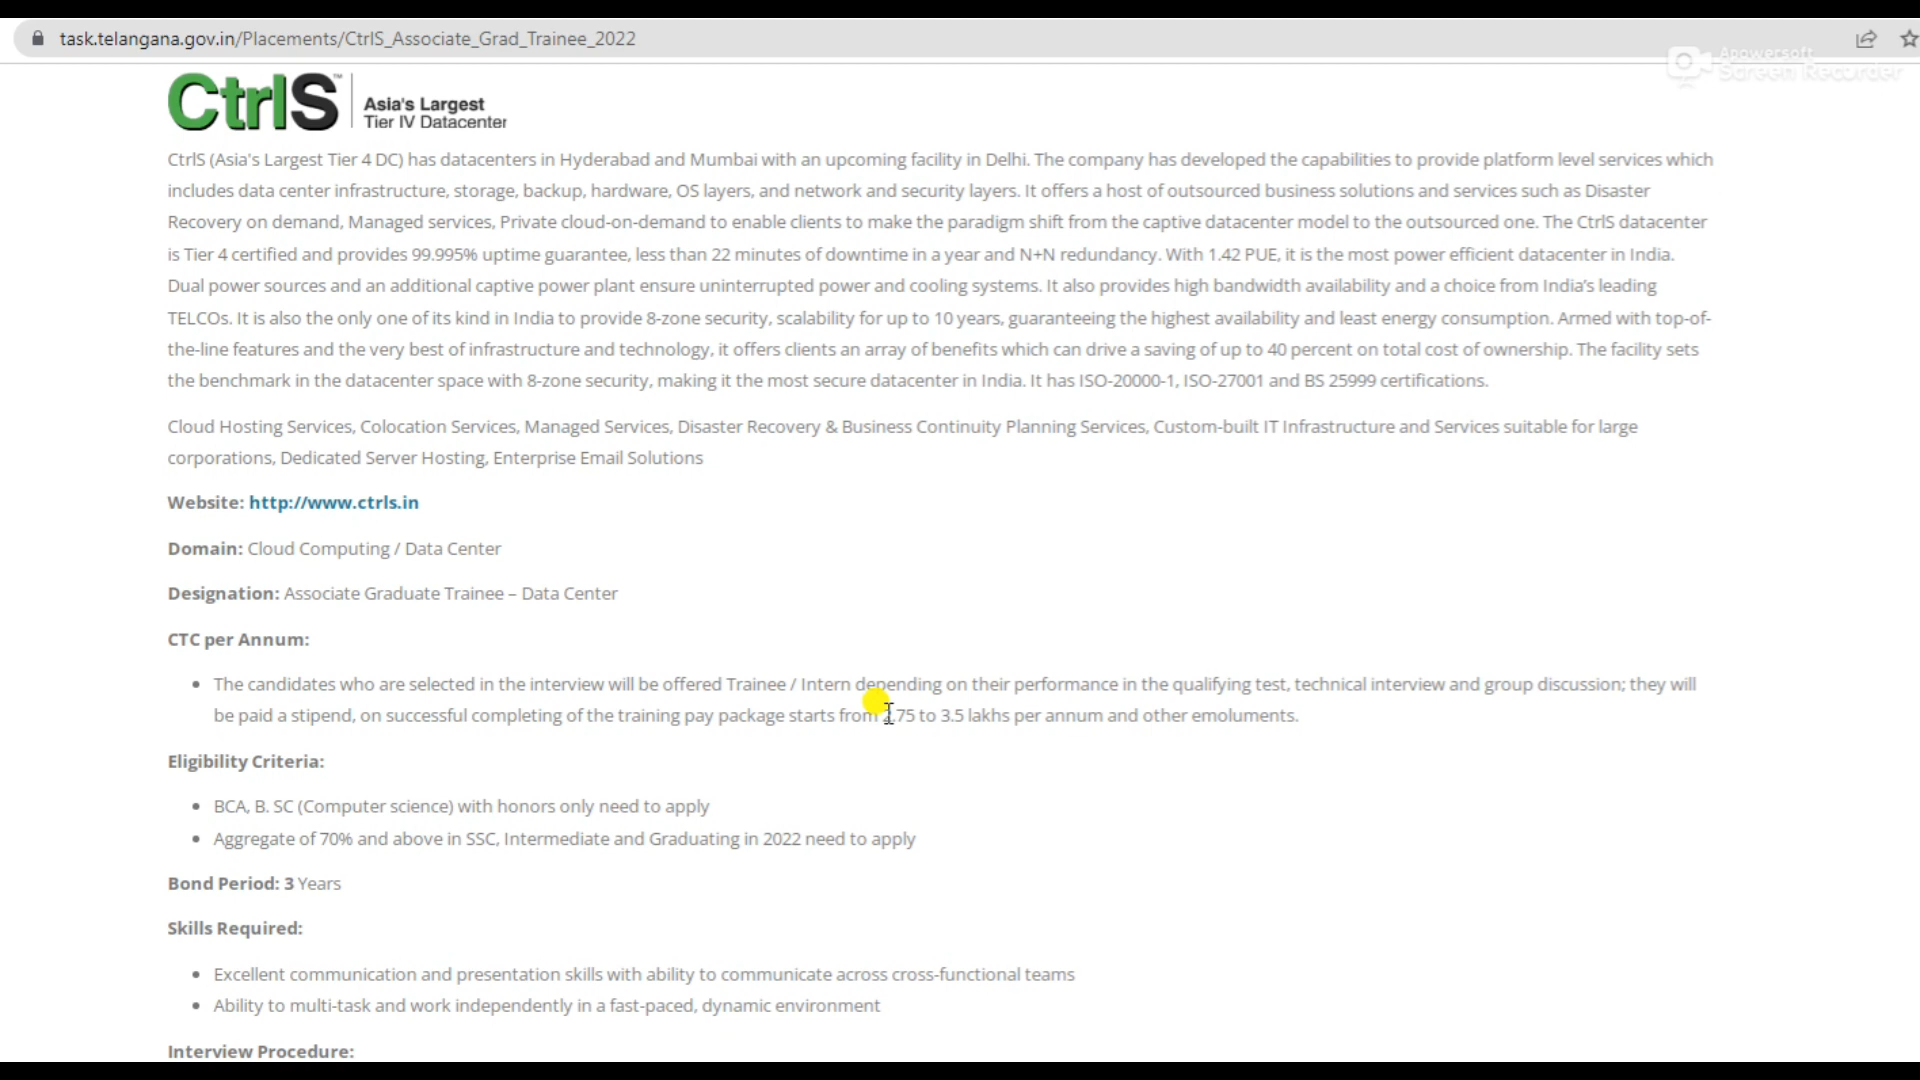 task.telangana.gov.in/Placements/CtrlS_Associate_Grad_Trainee_2022
Apowersoft
Screen Recorder
CtrlS™
Asia's Largest
Tier IV Datacenter
CtrlS (Asia's Largest Tier 4 DC) has datacenters in Hyderabad and Mumbai with an upcoming facility in Delhi. The company has developed the capabilities to provide platform level services which
includes data center infrastructure, storage, backup, hardware, OS layers, and network and security layers. It offers a host of outsourced business solutions and services such as Disaster
Recovery on demand, Managed services, Private cloud-on-demand to enable clients to make the paradigm shift from the captive datacenter model to the outsourced one. The CtrlS datacenter
is Tier 4 certified and provides 99.995% uptime guarantee, less than 22 minutes of downtime in a year and N+N redundancy. With 1.42 PUE, it is the most power efficient datacenter in India.
Dual power sources and an additional captive power plant ensure uninterrupted power and cooling systems. It also provides high bandwidth availability and a choice from India’s leading
TELCOs. It is also the only one of its kind in India to provide 8-zone security, scalability for up to 10 years, guaranteeing the highest availability and least energy consumption. Armed with top-of-
the-line features and the very best of infrastructure and technology, it offers clients an array of benefits which can drive a saving of up to 40 percent on total cost of ownership. The facility sets
the benchmark in the datacenter space with 8-zone security, making it the most secure datacenter in India. It has ISO-20000-1, ISO-27001 and BS 25999 certifications.
Cloud Hosting Services, Colocation Services, Managed Services, Disaster Recovery & Business Continuity Planning Services, Custom-built IT Infrastructure and Services suitable for large
corporations, Dedicated Server Hosting, Enterprise Email Solutions
Website: http://www.ctrls.in
Domain: Cloud Computing / Data Center
Designation: Associate Graduate Trainee – Data Center
CTC per Annum:
• The candidates who are selected in the interview will be offered Trainee / Intern depending on their performance in the qualifying test, technical interview and group discussion; they will
be paid a stipend, on successful completing of the training pay package starts from 2.75 to 3.5 lakhs per annum and other emoluments.
Eligibility Criteria:
• BCA, B. SC (Computer science) with honors only need to apply
• Aggregate of 70% and above in SSC, Intermediate and Graduating in 2022 need to apply
Bond Period: 3 Years
Skills Required:
• Excellent communication and presentation skills with ability to communicate across cross-functional teams
• Ability to multi-task and work independently in a fast-paced, dynamic environment
Interview Procedure: